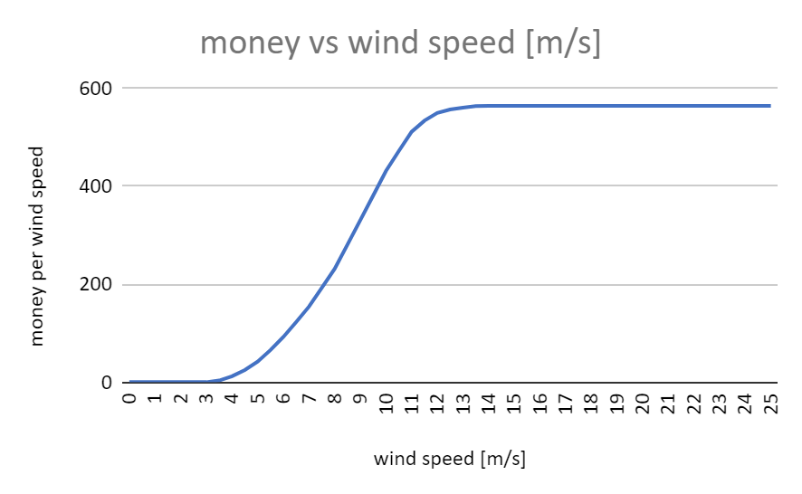 money vs wind speed [m/s]
600
400
200
0
money per wind speed
0 1 2 3 4 5 6 7 8 9 10 11 12 13 14 15 16 17 18 19 20 21 22 23 24 25
wind speed [m/s]